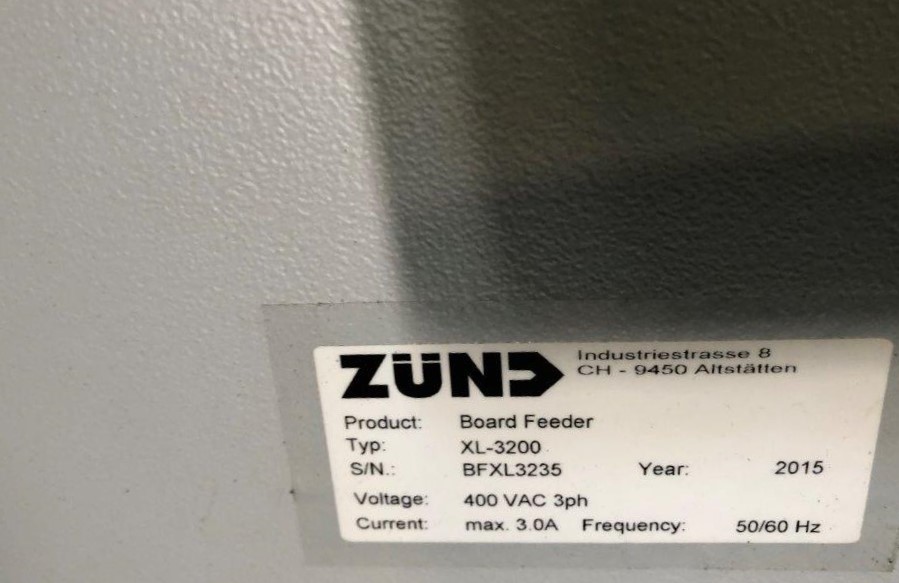 ZÜND
Industriestrasse 8
CH - 9450 Altstätten
Product: Board Feeder
Typ: XL-3200
S/N.: BFXL3235 Year: 2015
Voltage: 400 VAC 3ph
Current: max. 3.0A Frequency: 50/60 Hz